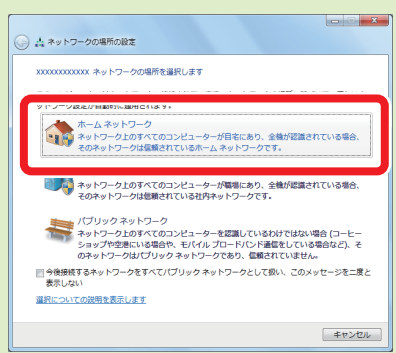 ネットワークの場所の設定
XXXXXXXXXXXX ネットワークの場所を選択します
ットワーク設定が自動的に適用されます。
ホーム ネットワーク
ネットワーク上のすべてのコンピューターが自宅にあり、全機が認識されている場合、
そのネットワークは信頼されているホーム ネットワークです。
ネットワーク上のすべてのコンピューターが職場にあり、全機が認識されている場合、
そのネットワークは信頼されている社内ネットワークです。
パブリック ネットワーク
ネットワーク上のすべてのコンピューターを認識しているわけではない場合 (コーヒー
ショップや空港にいる場合や、モバイル ブロードバンド通信をしている場合など)、そ
のネットワークはパブリック ネットワークであり、信頼されていません。
今後接続するネットワークをすべてパブリック ネットワークとして扱い、このメッセージを二度と
表示しない
選択についての説明を表示します
キャンセル